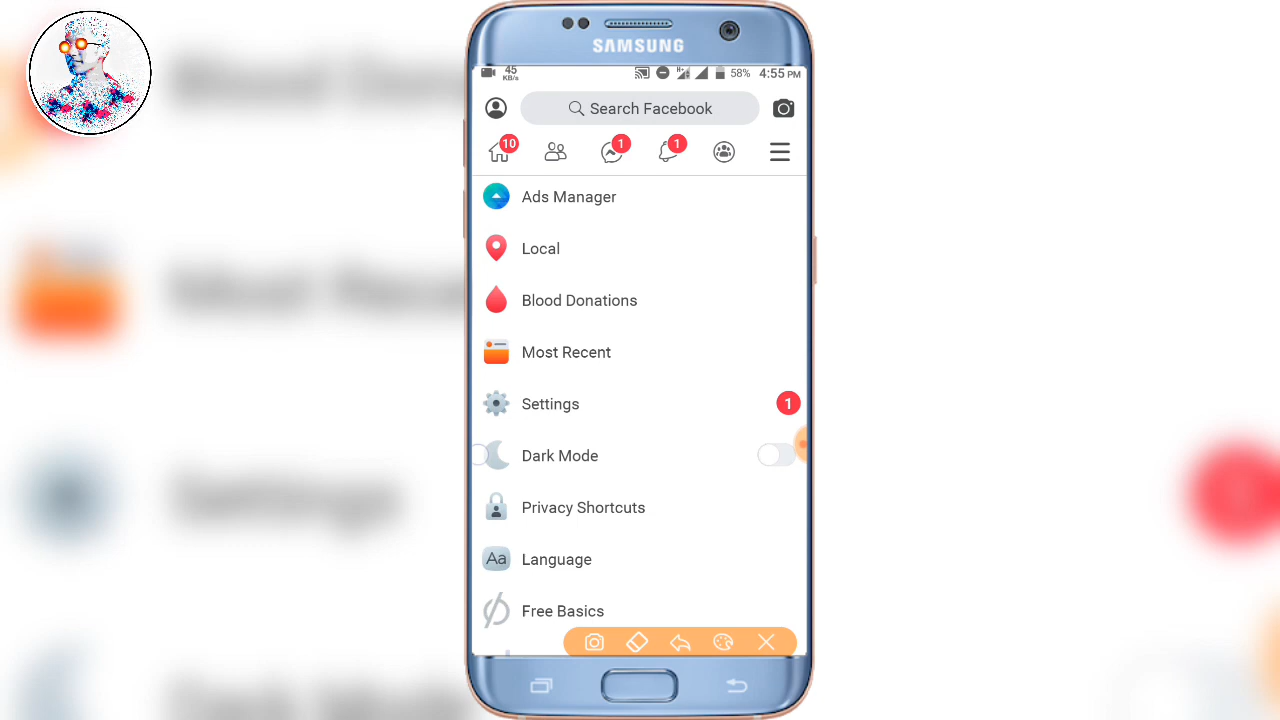 SAMSUNG
45
KB/s
H+
58%
4:55 PM
Search Facebook
10
1
1
Ads Manager
Local
Blood Donations
Most Recent
Settings
1
Dark Mode
Privacy Shortcuts
Aa
Language
Free Basics